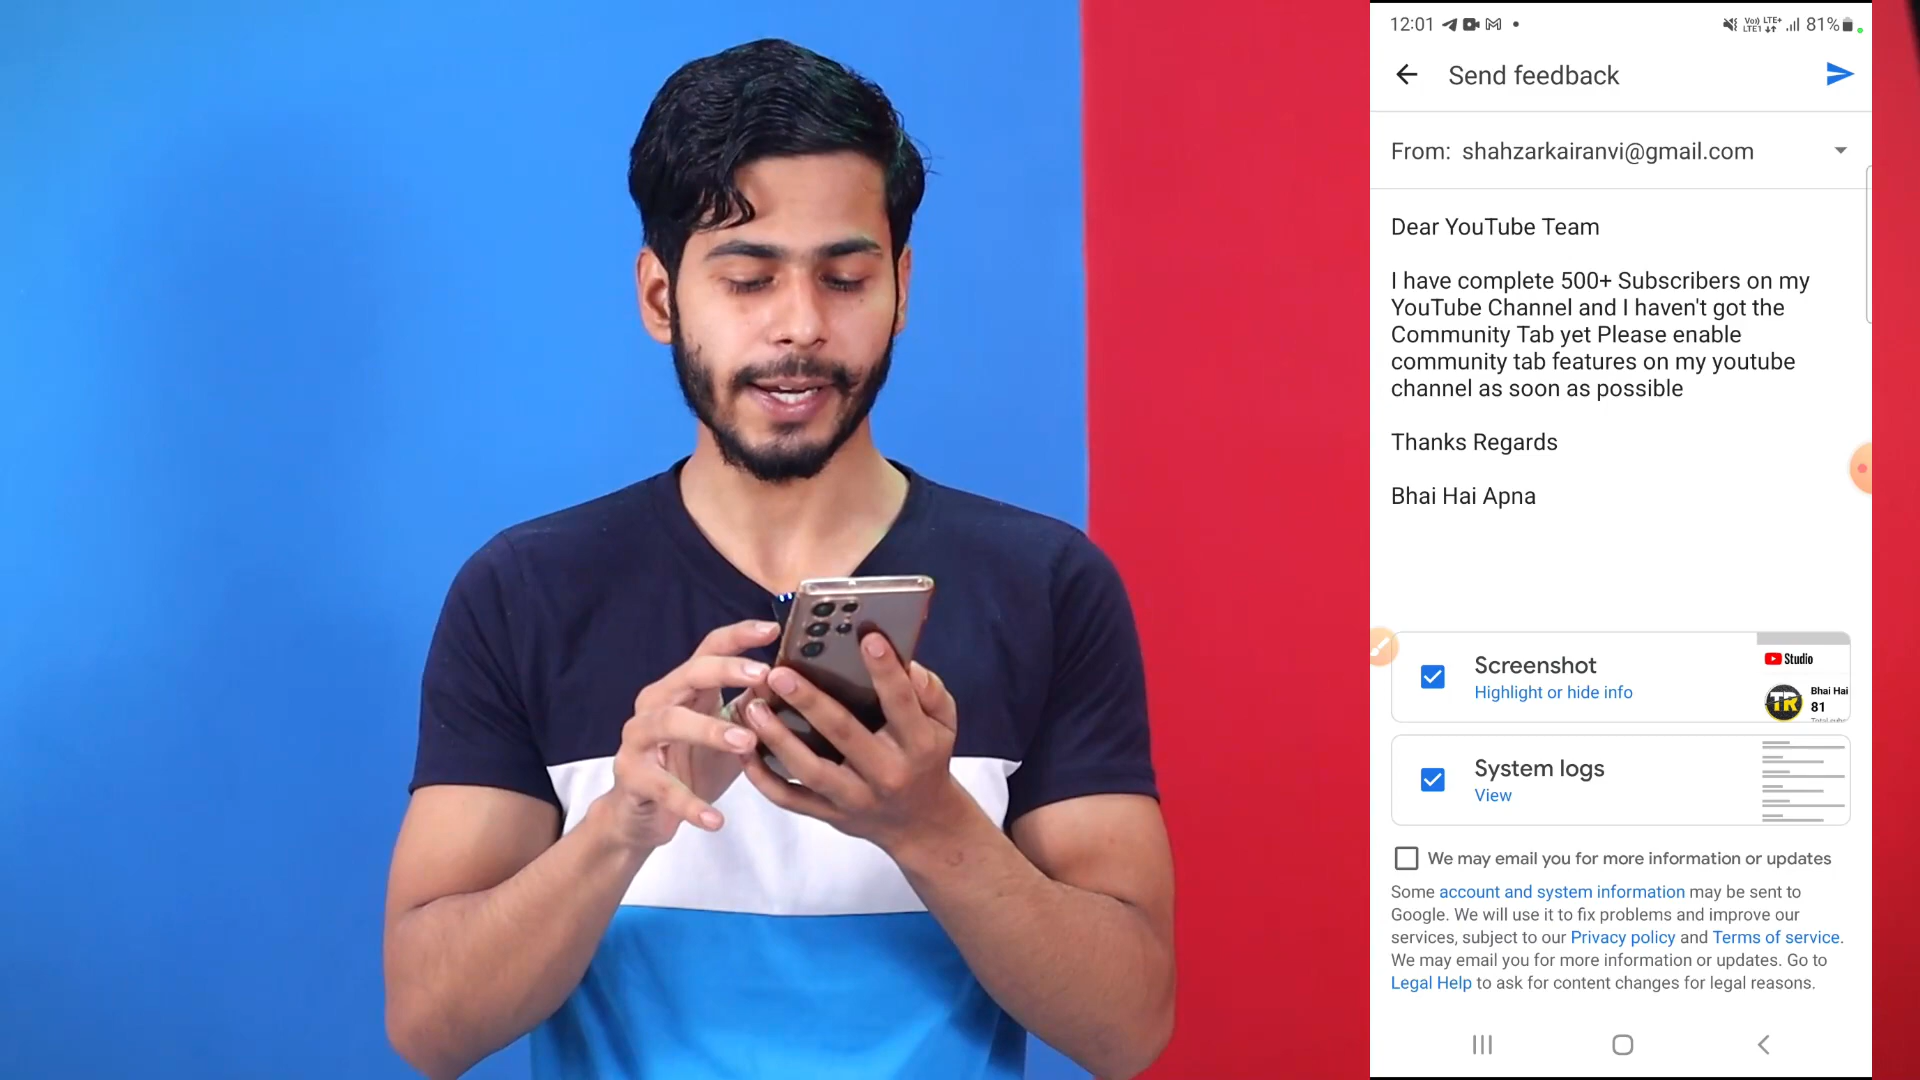 12:01
Vo) LTE+
LTE1
81%
Send feedback
From: shahzarkairanvi@gmail.com
Dear YouTube Team
I have complete 500+ Subscribers on my
YouTube Channel and I haven't got the
Community Tab yet Please enable
community tab features on my youtube
channel as soon as possible
Thanks Regards
Bhai Hai Apna
Screenshot
Highlight or hide info
Studio
TR
Bhai Hai
81
System logs
View
We may email you for more information or updates
Some account and system information may be sent to
Google. We will use it to fix problems and improve our
services, subject to our Privacy policy and Terms of service.
We may email you for more information or updates. Go to
Legal Help to ask for content changes for legal reasons.